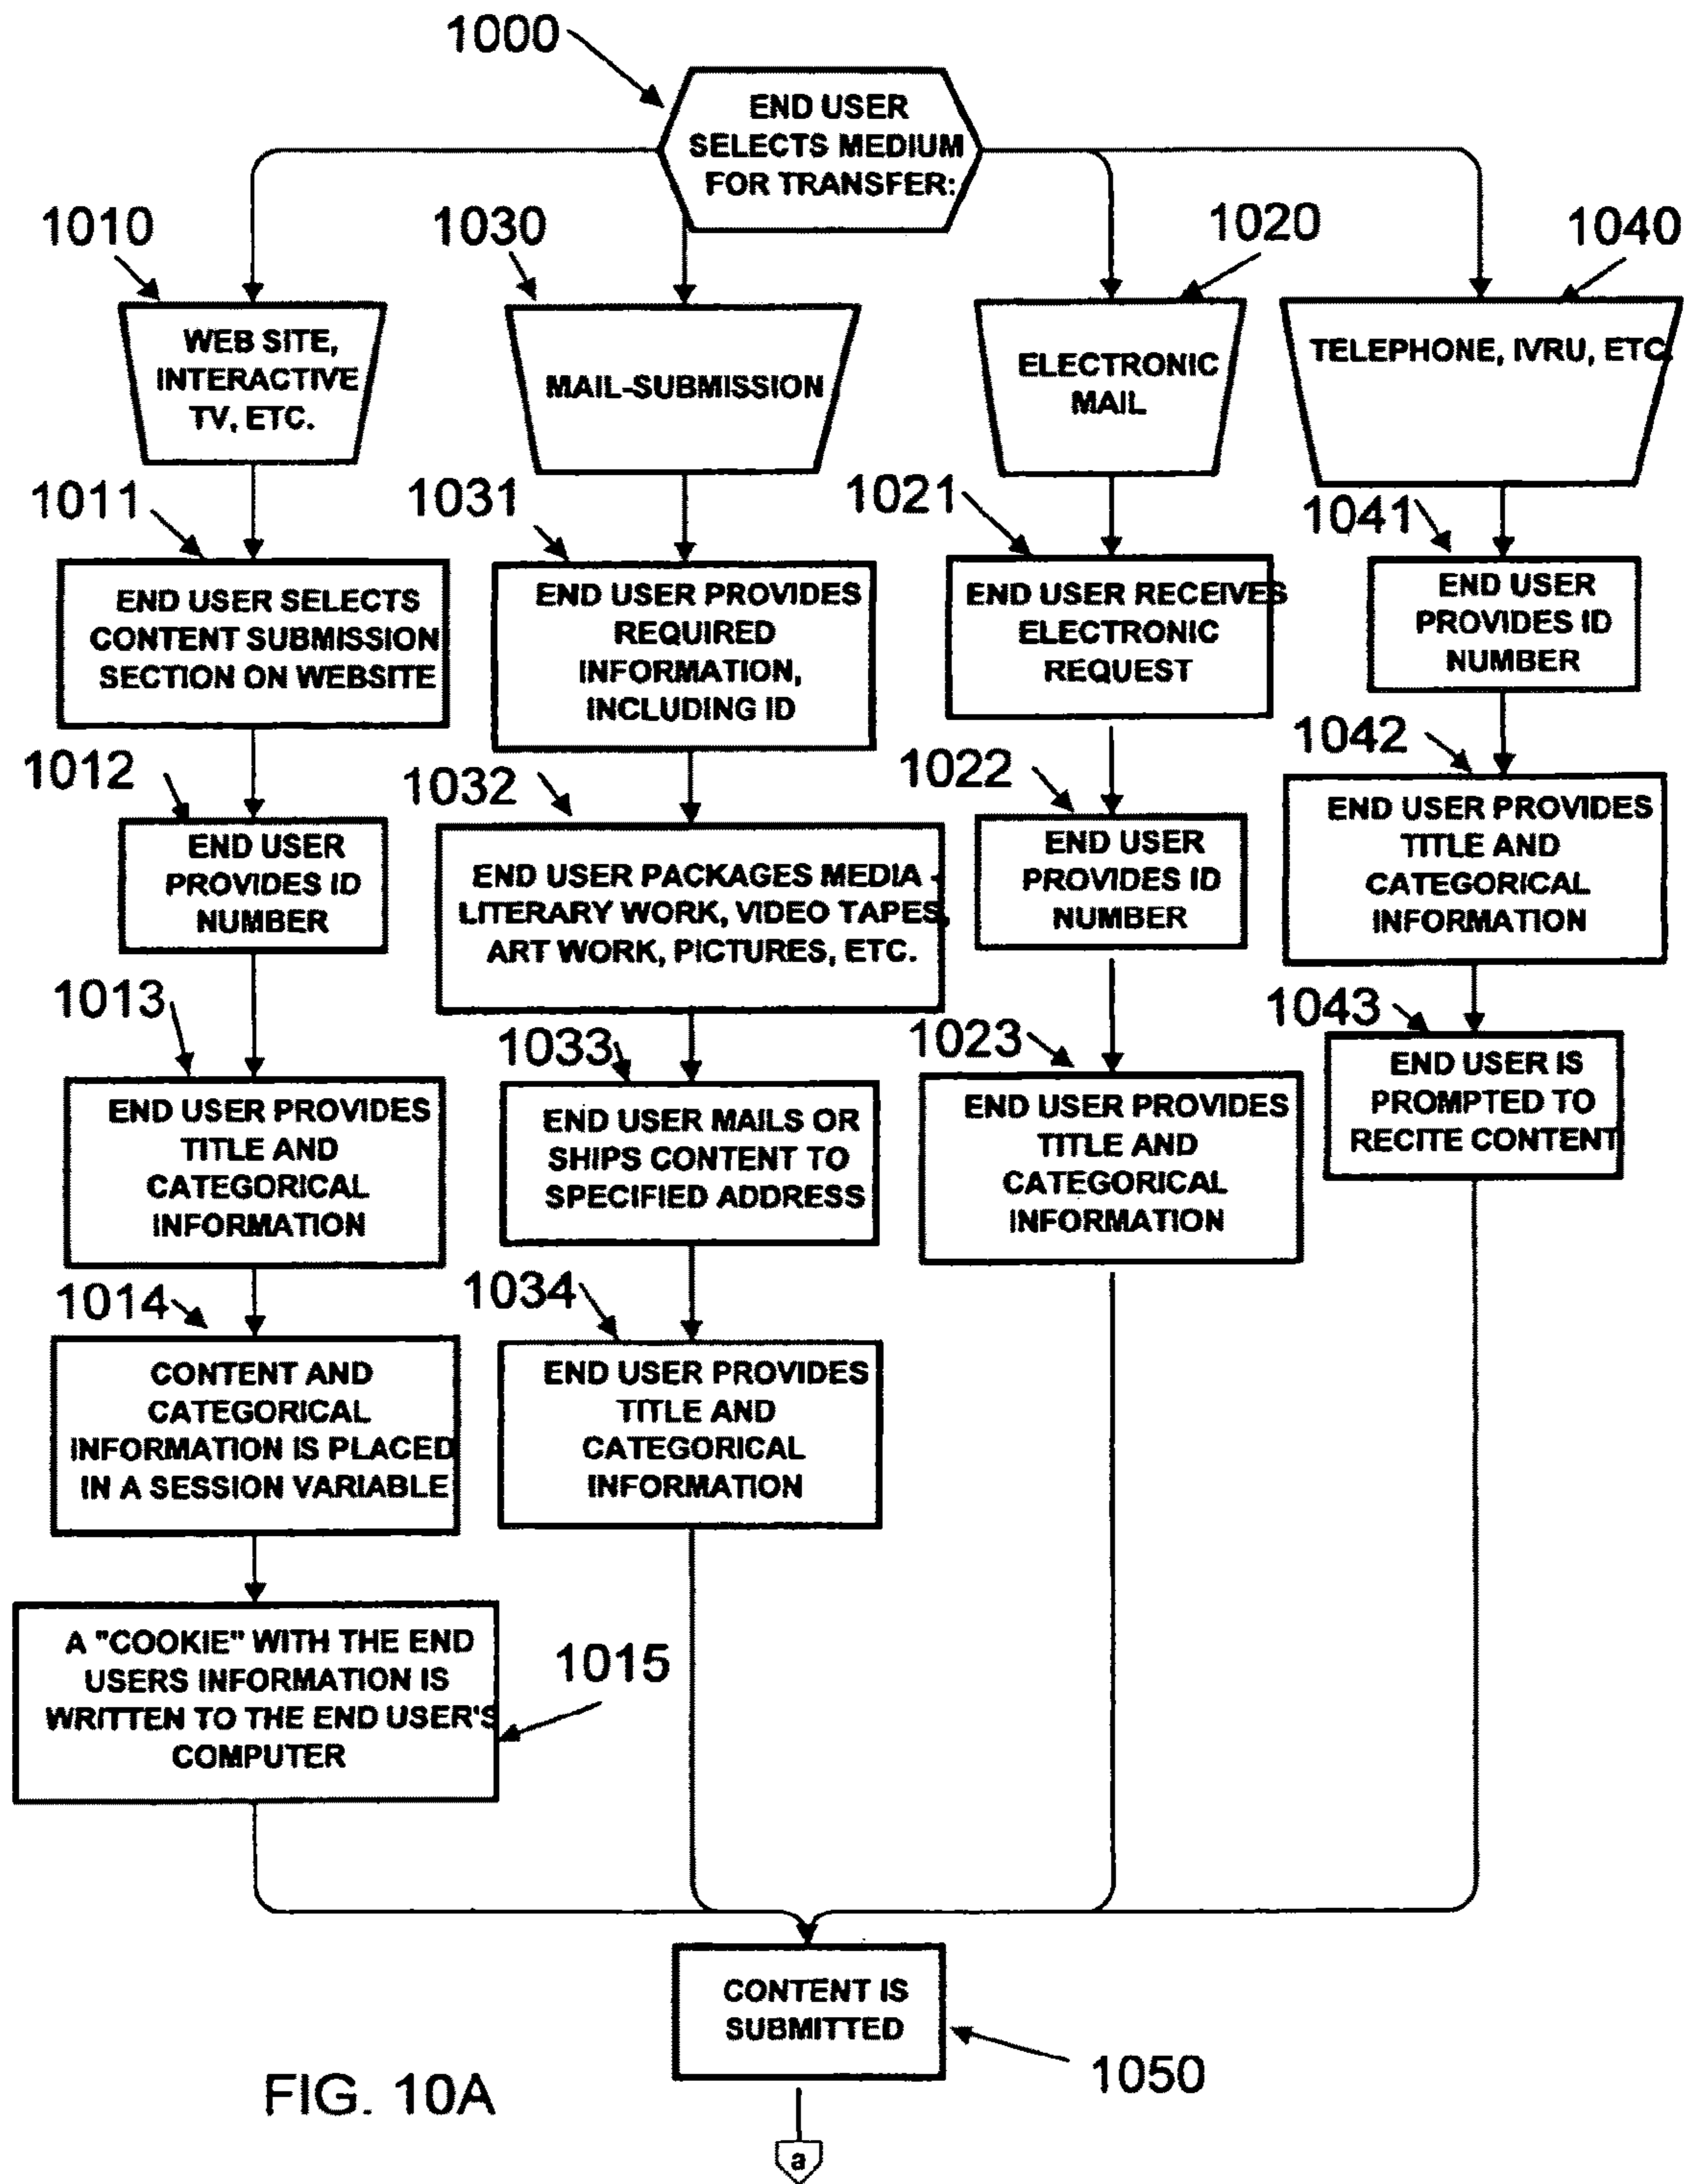 1000
END USER
SELECTS MEDIUM
FOR TRANSFER:
1010
WEB SITE,
INTERACTIVE
TV, ETC.
1011
END USER SELECTS
CONTENT SUBMISSION
SECTION ON WEBSITE
1012
END USER
PROVIDES ID
NUMBER
1013
END USER PROVIDES
TITLE AND
CATEGORICAL
INFORMATION
1014
CONTENT AND
CATEGORICAL
INFORMATION IS PLACED
IN A SESSION VARIABLE
A "COOKIE" WITH THE END
USERS INFORMATION IS
WRITTEN TO THE END USER'S
COMPUTER
1015
1030
MAIL-SUBMISSION
1031
END USER PROVIDES
REQUIRED
INFORMATION,
INCLUDING ID
1032
END USER PACKAGES MEDIA -
LITERARY WORK, VIDEO TAPES,
ART WORK, PICTURES, ETC.
1033
END USER MAILS OR
SHIPS CONTENT TO
SPECIFIED ADDRESS
1034
END USER PROVIDES
TITLE AND
CATEGORICAL
INFORMATION
1020
ELECTRONIC
MAIL
1021
END USER RECEIVES
ELECTRONIC
REQUEST
1022
END USER
PROVIDES ID
NUMBER
1023
END USER PROVIDES
TITLE AND
CATEGORICAL
INFORMATION
1040
TELEPHONE, IVRU, ETC.
1041
END USER
PROVIDES ID
NUMBER
1042
END USER PROVIDES
TITLE AND
CATEGORICAL
INFORMATION
1043
END USER IS
PROMPTED TO
RECITE CONTENT
CONTENT IS
SUBMITTED
1050
FIG. 10A
a